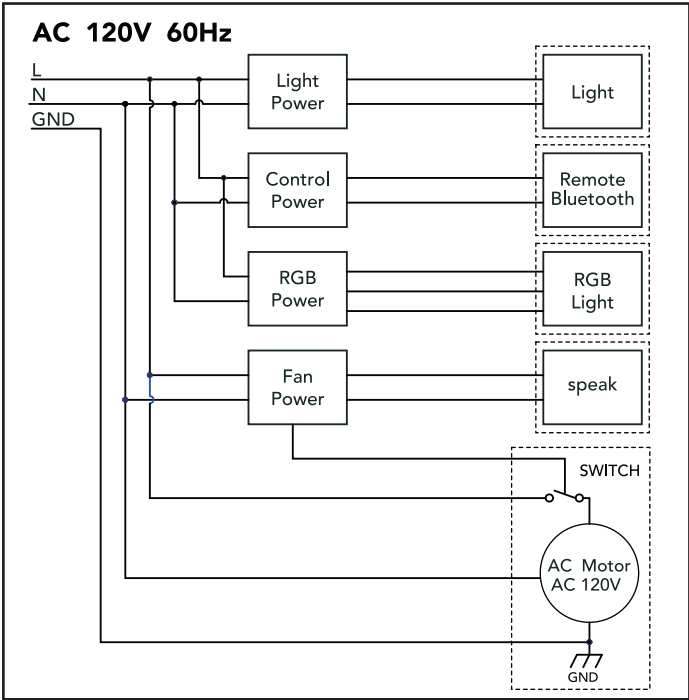 AC 120V 60Hz
L
N
GND
Light
Power
Light
Control
Power
Remote
Bluetooth
RGB
Power
RGB
Light
Fan
Power
speak
SWITCH
AC Motor
AC 120V
GND